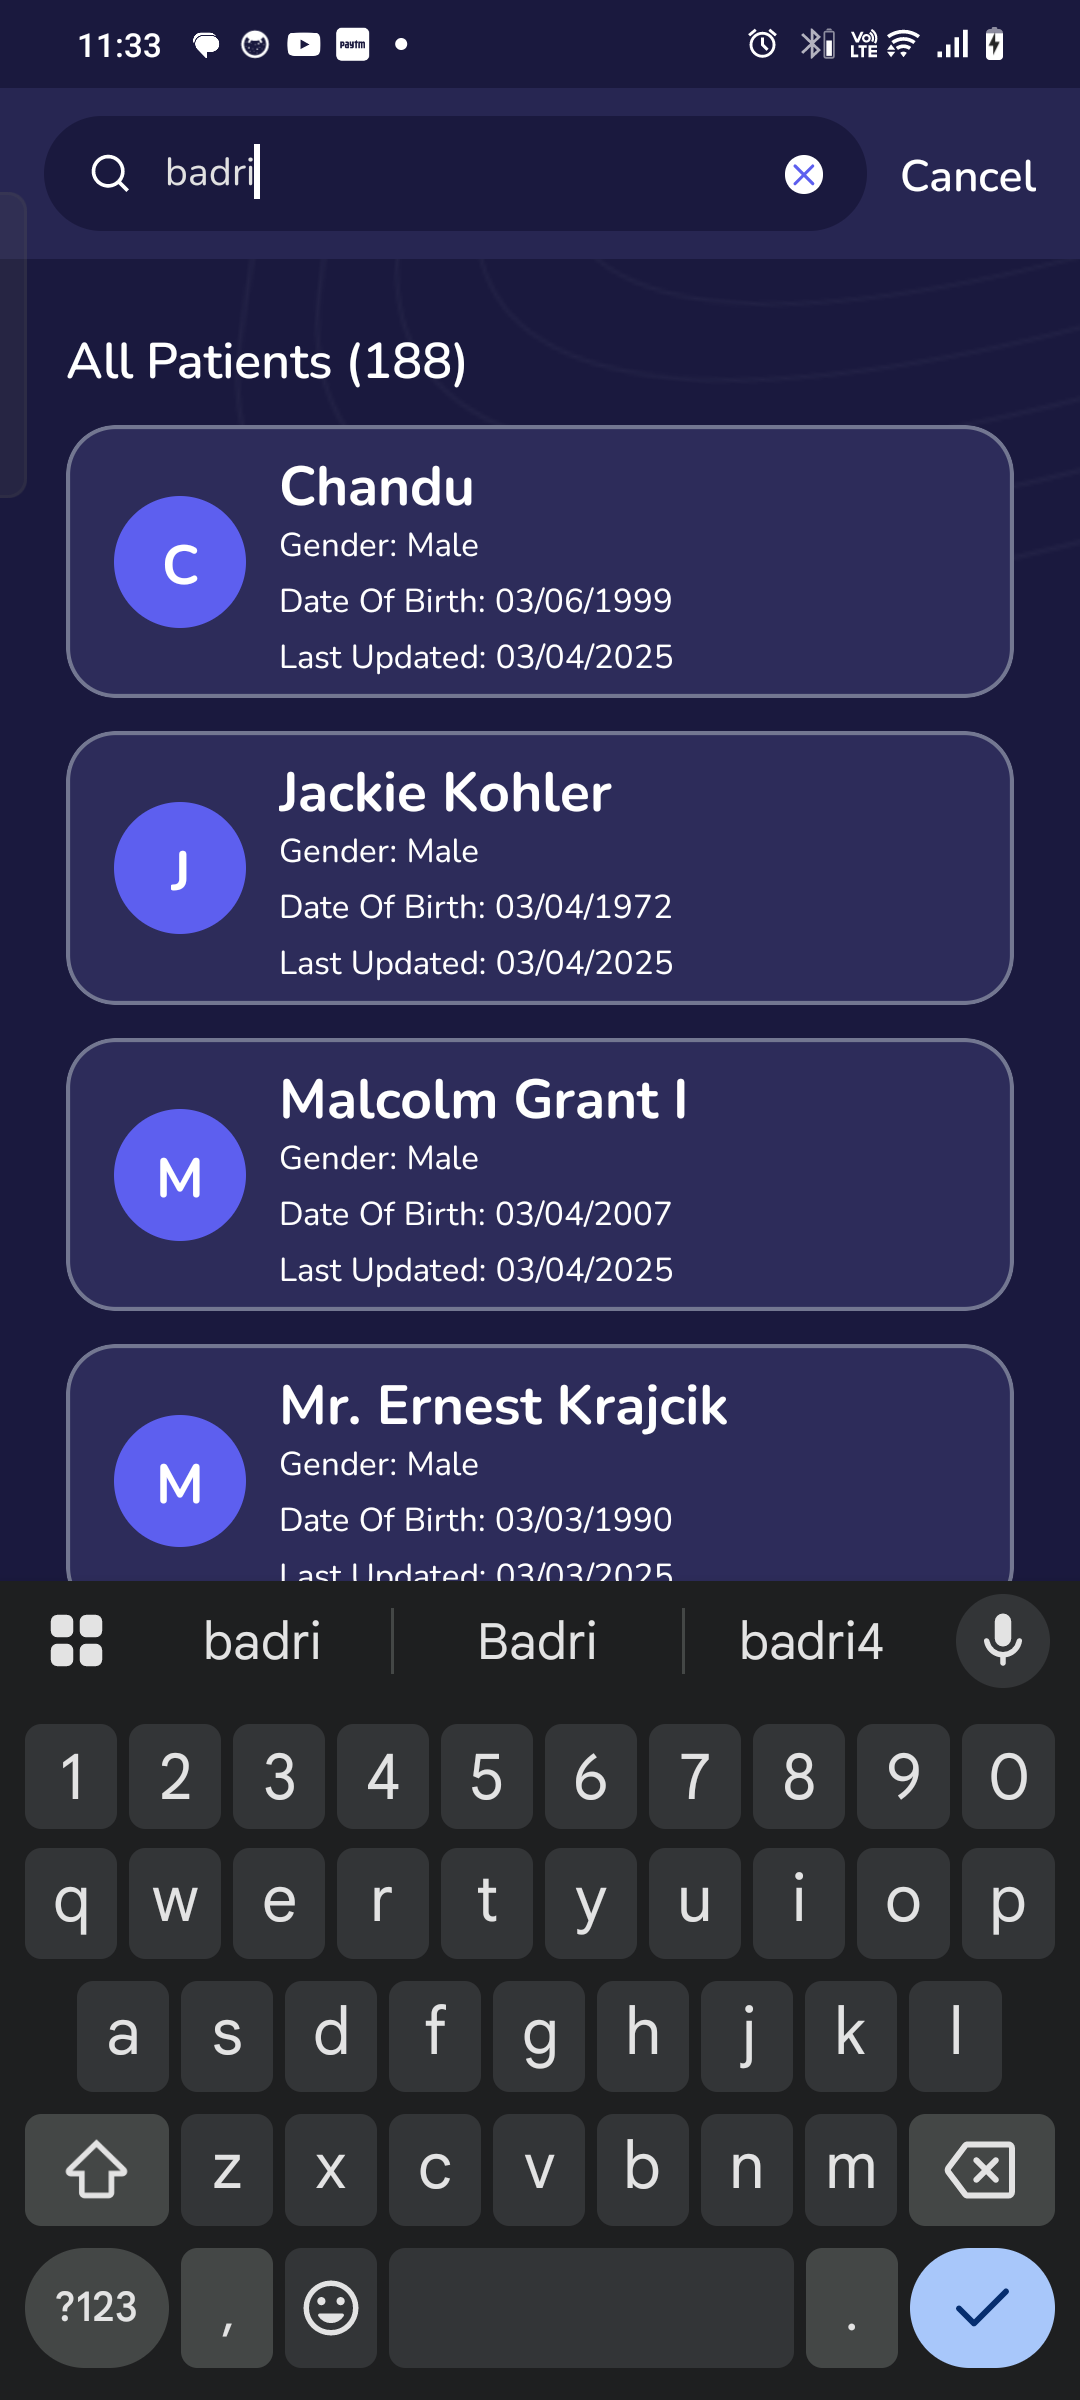 11:33
paytm
Vo) LTE
badri
Cancel
All Patients (188)
C
Chandu
Gender: Male
Date Of Birth: 03/06/1999
Last Updated: 03/04/2025
J
Jackie Kohler
Gender: Male
Date Of Birth: 03/04/1972
Last Updated: 03/04/2025
M
Malcolm Grant I
Gender: Male
Date Of Birth: 03/04/2007
Last Updated: 03/04/2025
M
Mr. Ernest Krajcik
Gender: Male
Date Of Birth: 03/03/1990
Last Updated: 03/03/2025
badri Badri badri4
1 2 3 4 5 6 7 8 9 0
q w e r t y u i o p
a s d f g h j k l
z x c v b n m
?123 , .